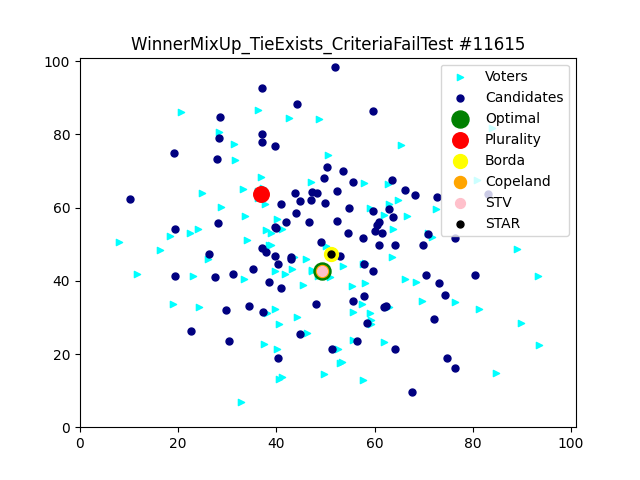 WinnerMixUp_TieExists_CriteriaFailTest #11615
100
80
60
40
20
0
0
20
40
60
80
100
Voters
Candidates
Optimal
Plurality
Borda
Copeland
STV
STAR